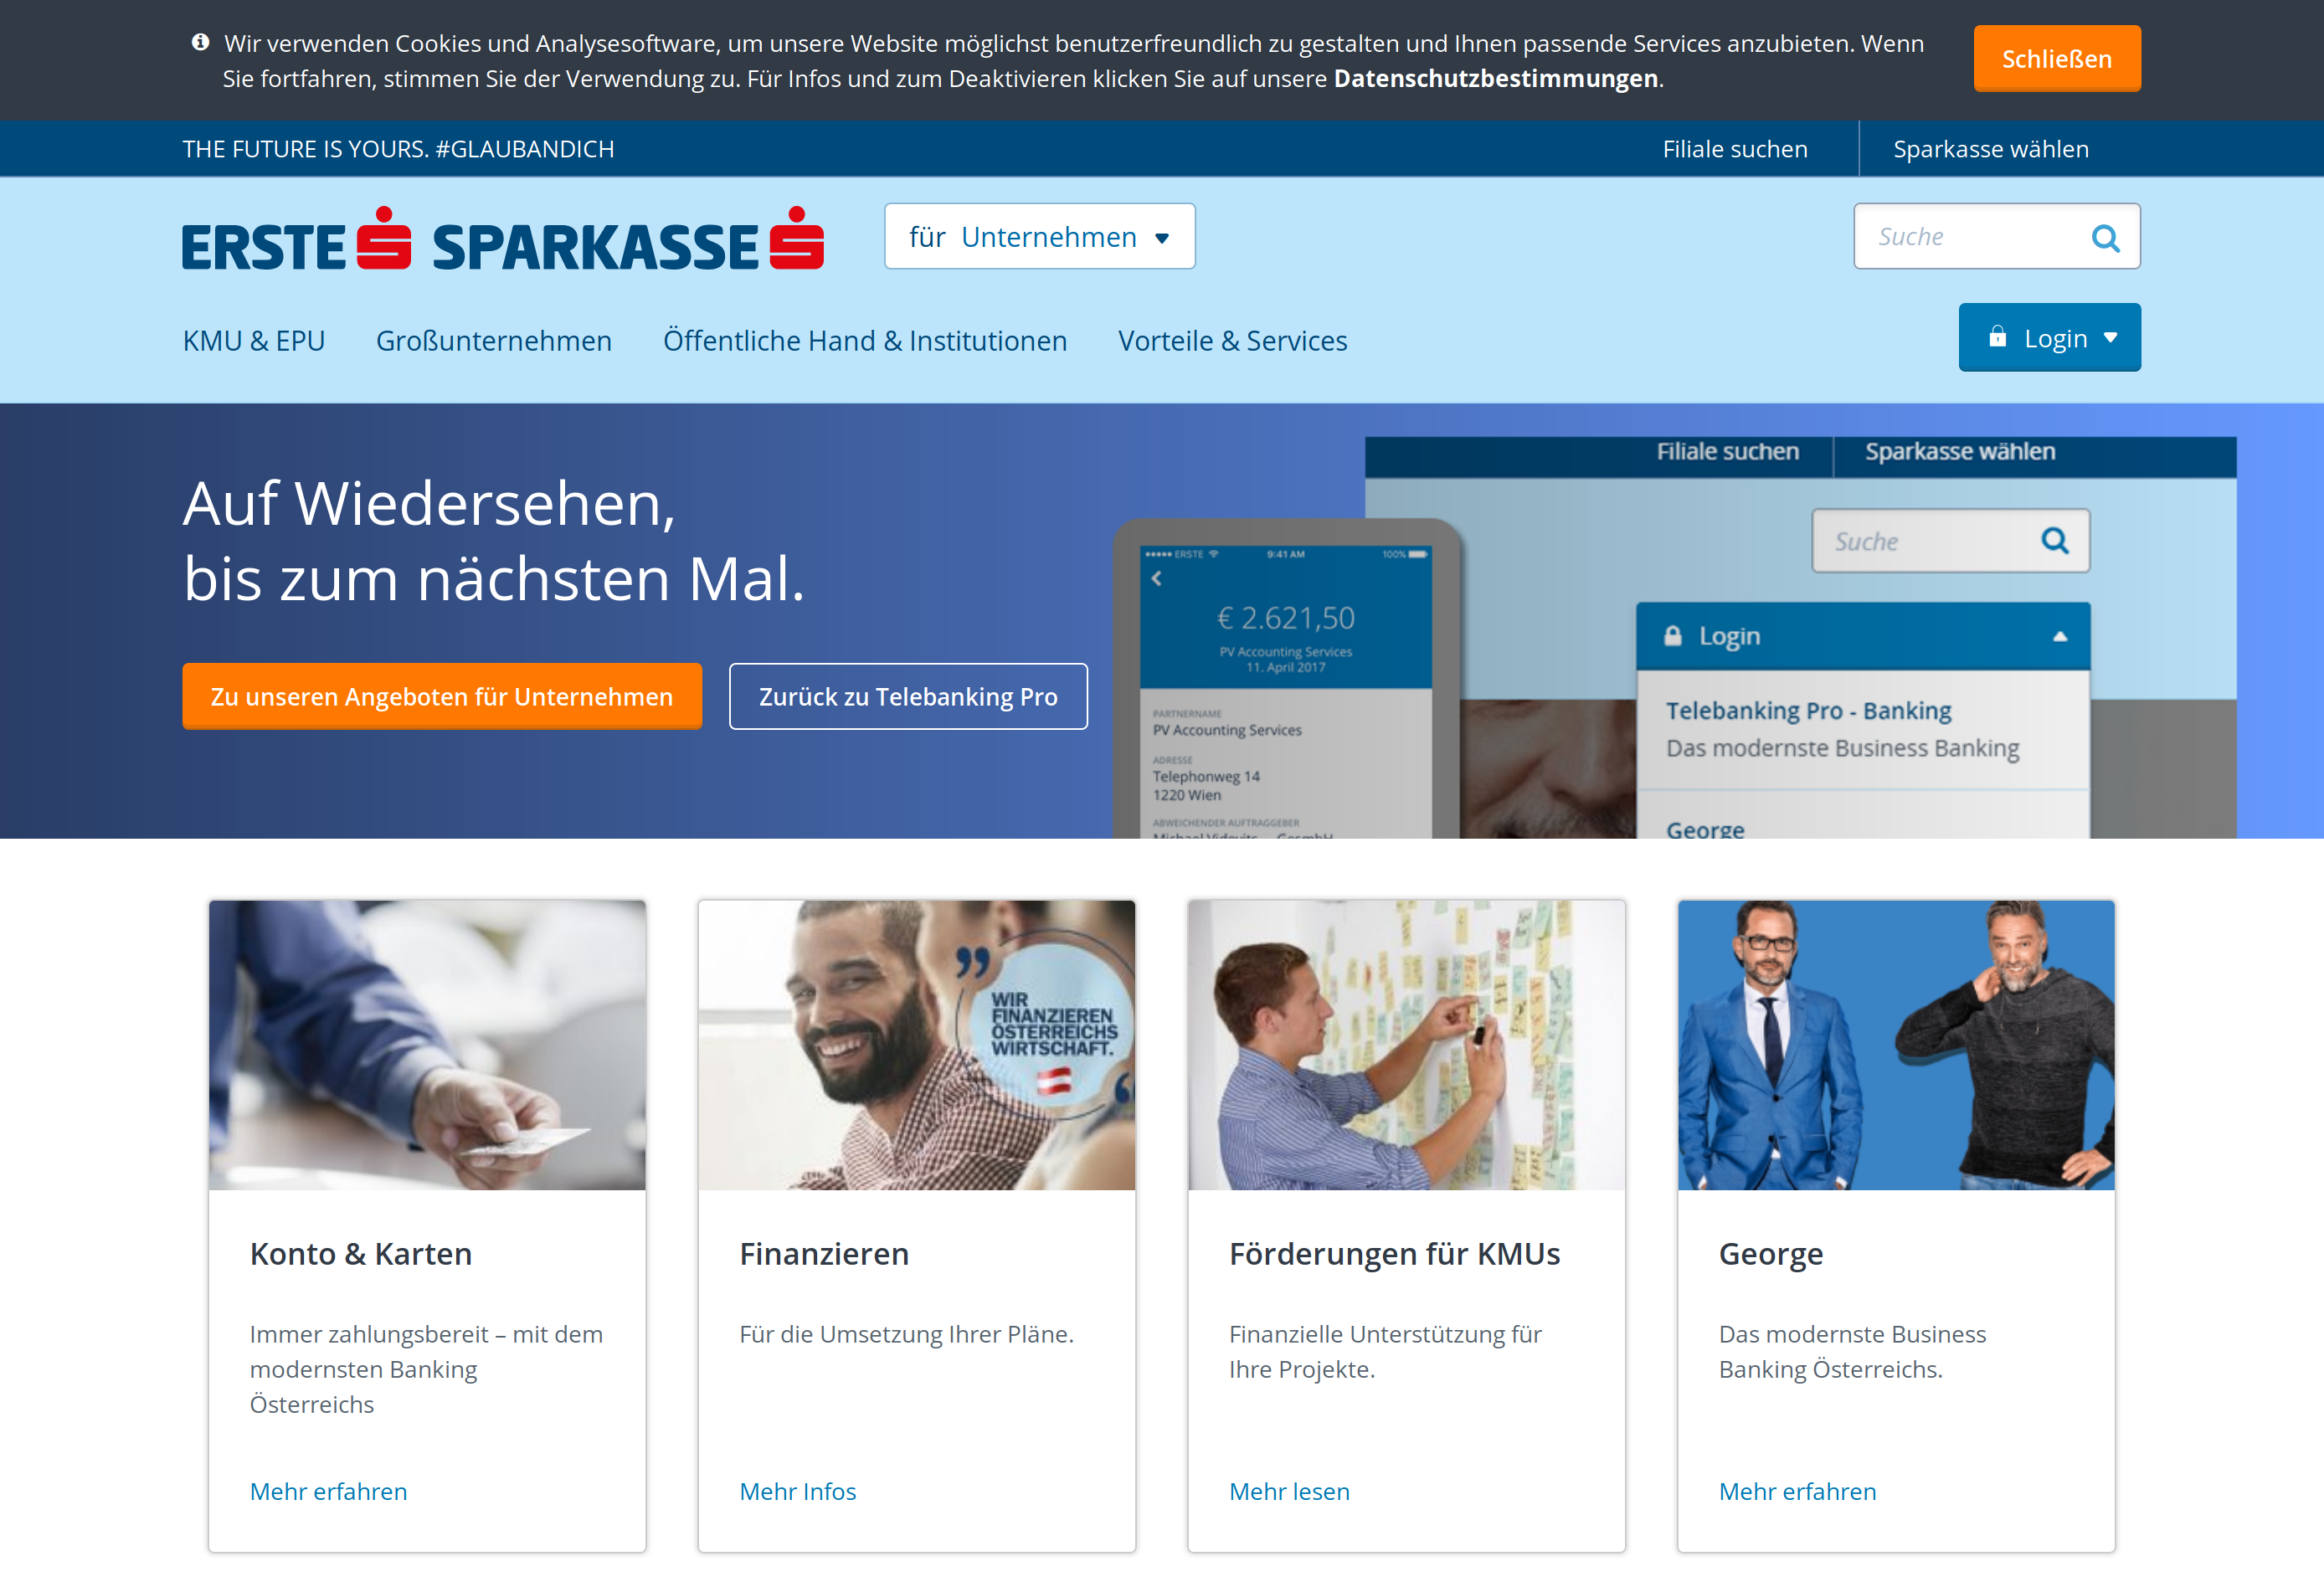 Wir verwenden Cookies und Analysesoftware, um unsere Website möglichst benutzerfreundlich zu gestalten und Ihnen passende Services anzubieten. Wenn
Sie fortfahren, stimmen Sie der Verwendung zu. Für Infos und zum Deaktivieren klicken Sie auf unsere Datenschutzbestimmungen.
Schließen
THE FUTURE IS YOURS. #GLAUBANDICH
Filiale suchen
Sparkasse wählen
ERSTE SPARKASSE
für Unternehmen
Suche
KMU & EPU
Großunternehmen
Öffentliche Hand & Institutionen
Vorteile & Services
Login
Auf Wiedersehen,
bis zum nächsten Mal.
Zu unseren Angeboten für Unternehmen
Zurück zu Telebanking Pro
ERSTE
9:41 AM
100%
€ 2.621,50
PV Accounting Services
11. April 2017
PARTNERNAME
PV Accounting Services
ADRESSE
Telephonweg 14
1220 Wien
ABWEICHENDER AUFTRAGGEBER
Filiale suchen
Sparkasse wählen
Suche
Login
Telebanking Pro - Banking
Das modernste Business Banking
George
WIR
FINANZIEREN
ÖSTERREICHS
WIRTSCHAFT.
Konto & Karten
Immer zahlungsbereit – mit dem
modernsten Banking
Österreichs
Mehr erfahren
Finanzieren
Für die Umsetzung Ihrer Pläne.
Mehr Infos
Förderungen für KMUs
Finanzielle Unterstützung für
Ihre Projekte.
Mehr lesen
George
Das modernste Business
Banking Österreichs.
Mehr erfahren